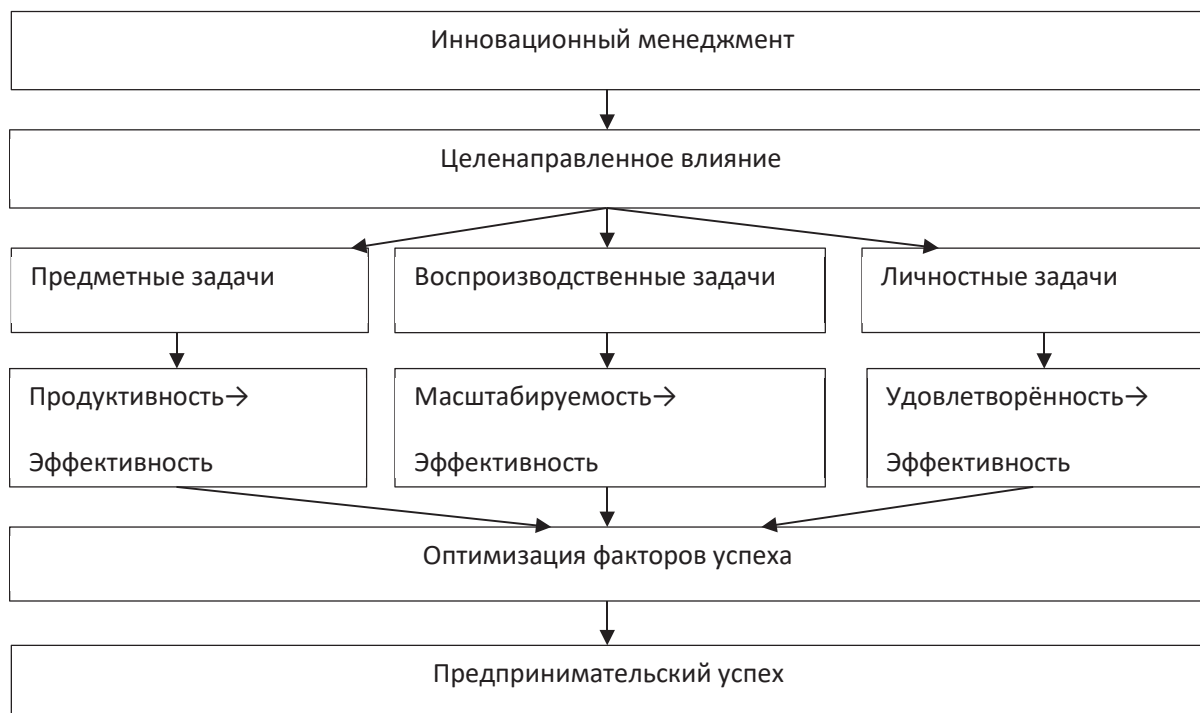 Инновационный менеджмент
Целенаправленное влияние
Предметные задачи
Воспроизводственные задачи
Личностные задачи
Продуктивность→
Эффективность
Масштабируемость→
Эффективность
Удовлетворённость→
Эффективность
Оптимизация факторов успеха
Предпринимательский успех